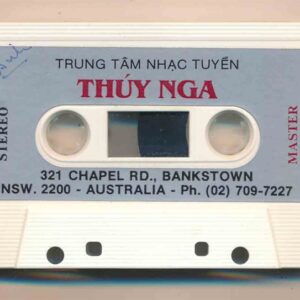 TRUNG TÂM NHẠC TUYỂN
THÚY NGA
STEREO
MASTER
321 CHAPEL RD., BANKSTOWN
NSW. 2200 - AUSTRALIA - Ph. (02) 709-7227